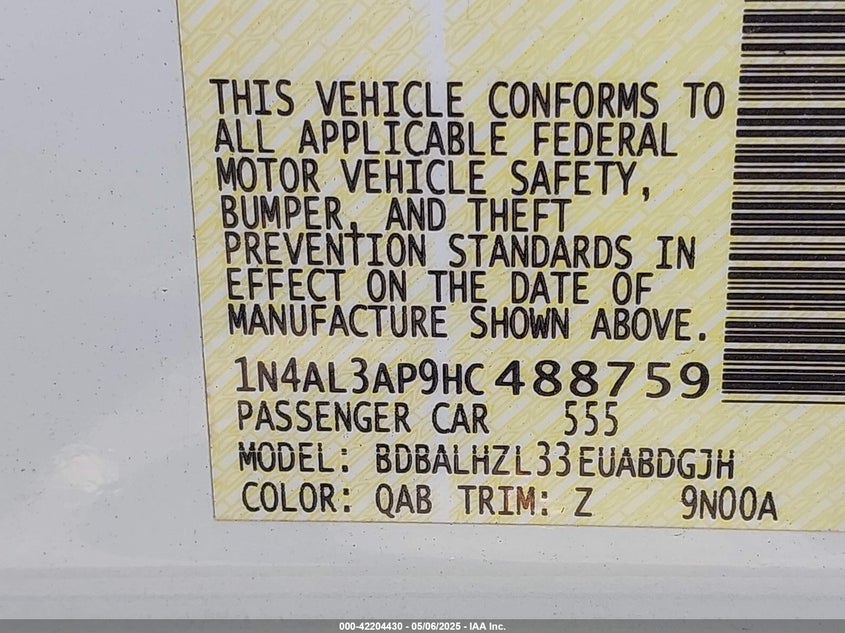 THIS VEHICLE CONFORMS TO
ALL APPLICABLE FEDERAL
MOTOR VEHICLE SAFETY,
BUMPER, AND THEFT
PREVENTION STANDARDS IN
EFFECT ON THE DATE OF
MANUFACTURE SHOWN ABOVE.
1N4AL3AP9HC488759
PASSENGER CAR 555
MODEL: BDBALHZL33EUABDGJH
COLOR: QAB TRIM: Z 9N00A
000-42204430 - 05/06/2025 - IAA Inc.